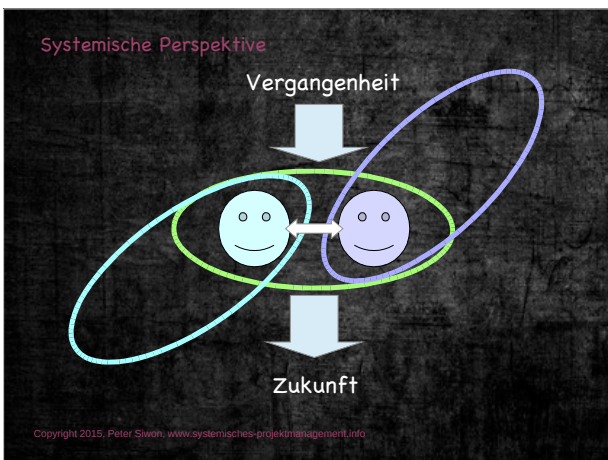 Systemische Perspektive
Vergangenheit
Zukunft
Copyright 2015, Peter Siwon, www.systemisches-projektmanagement.info